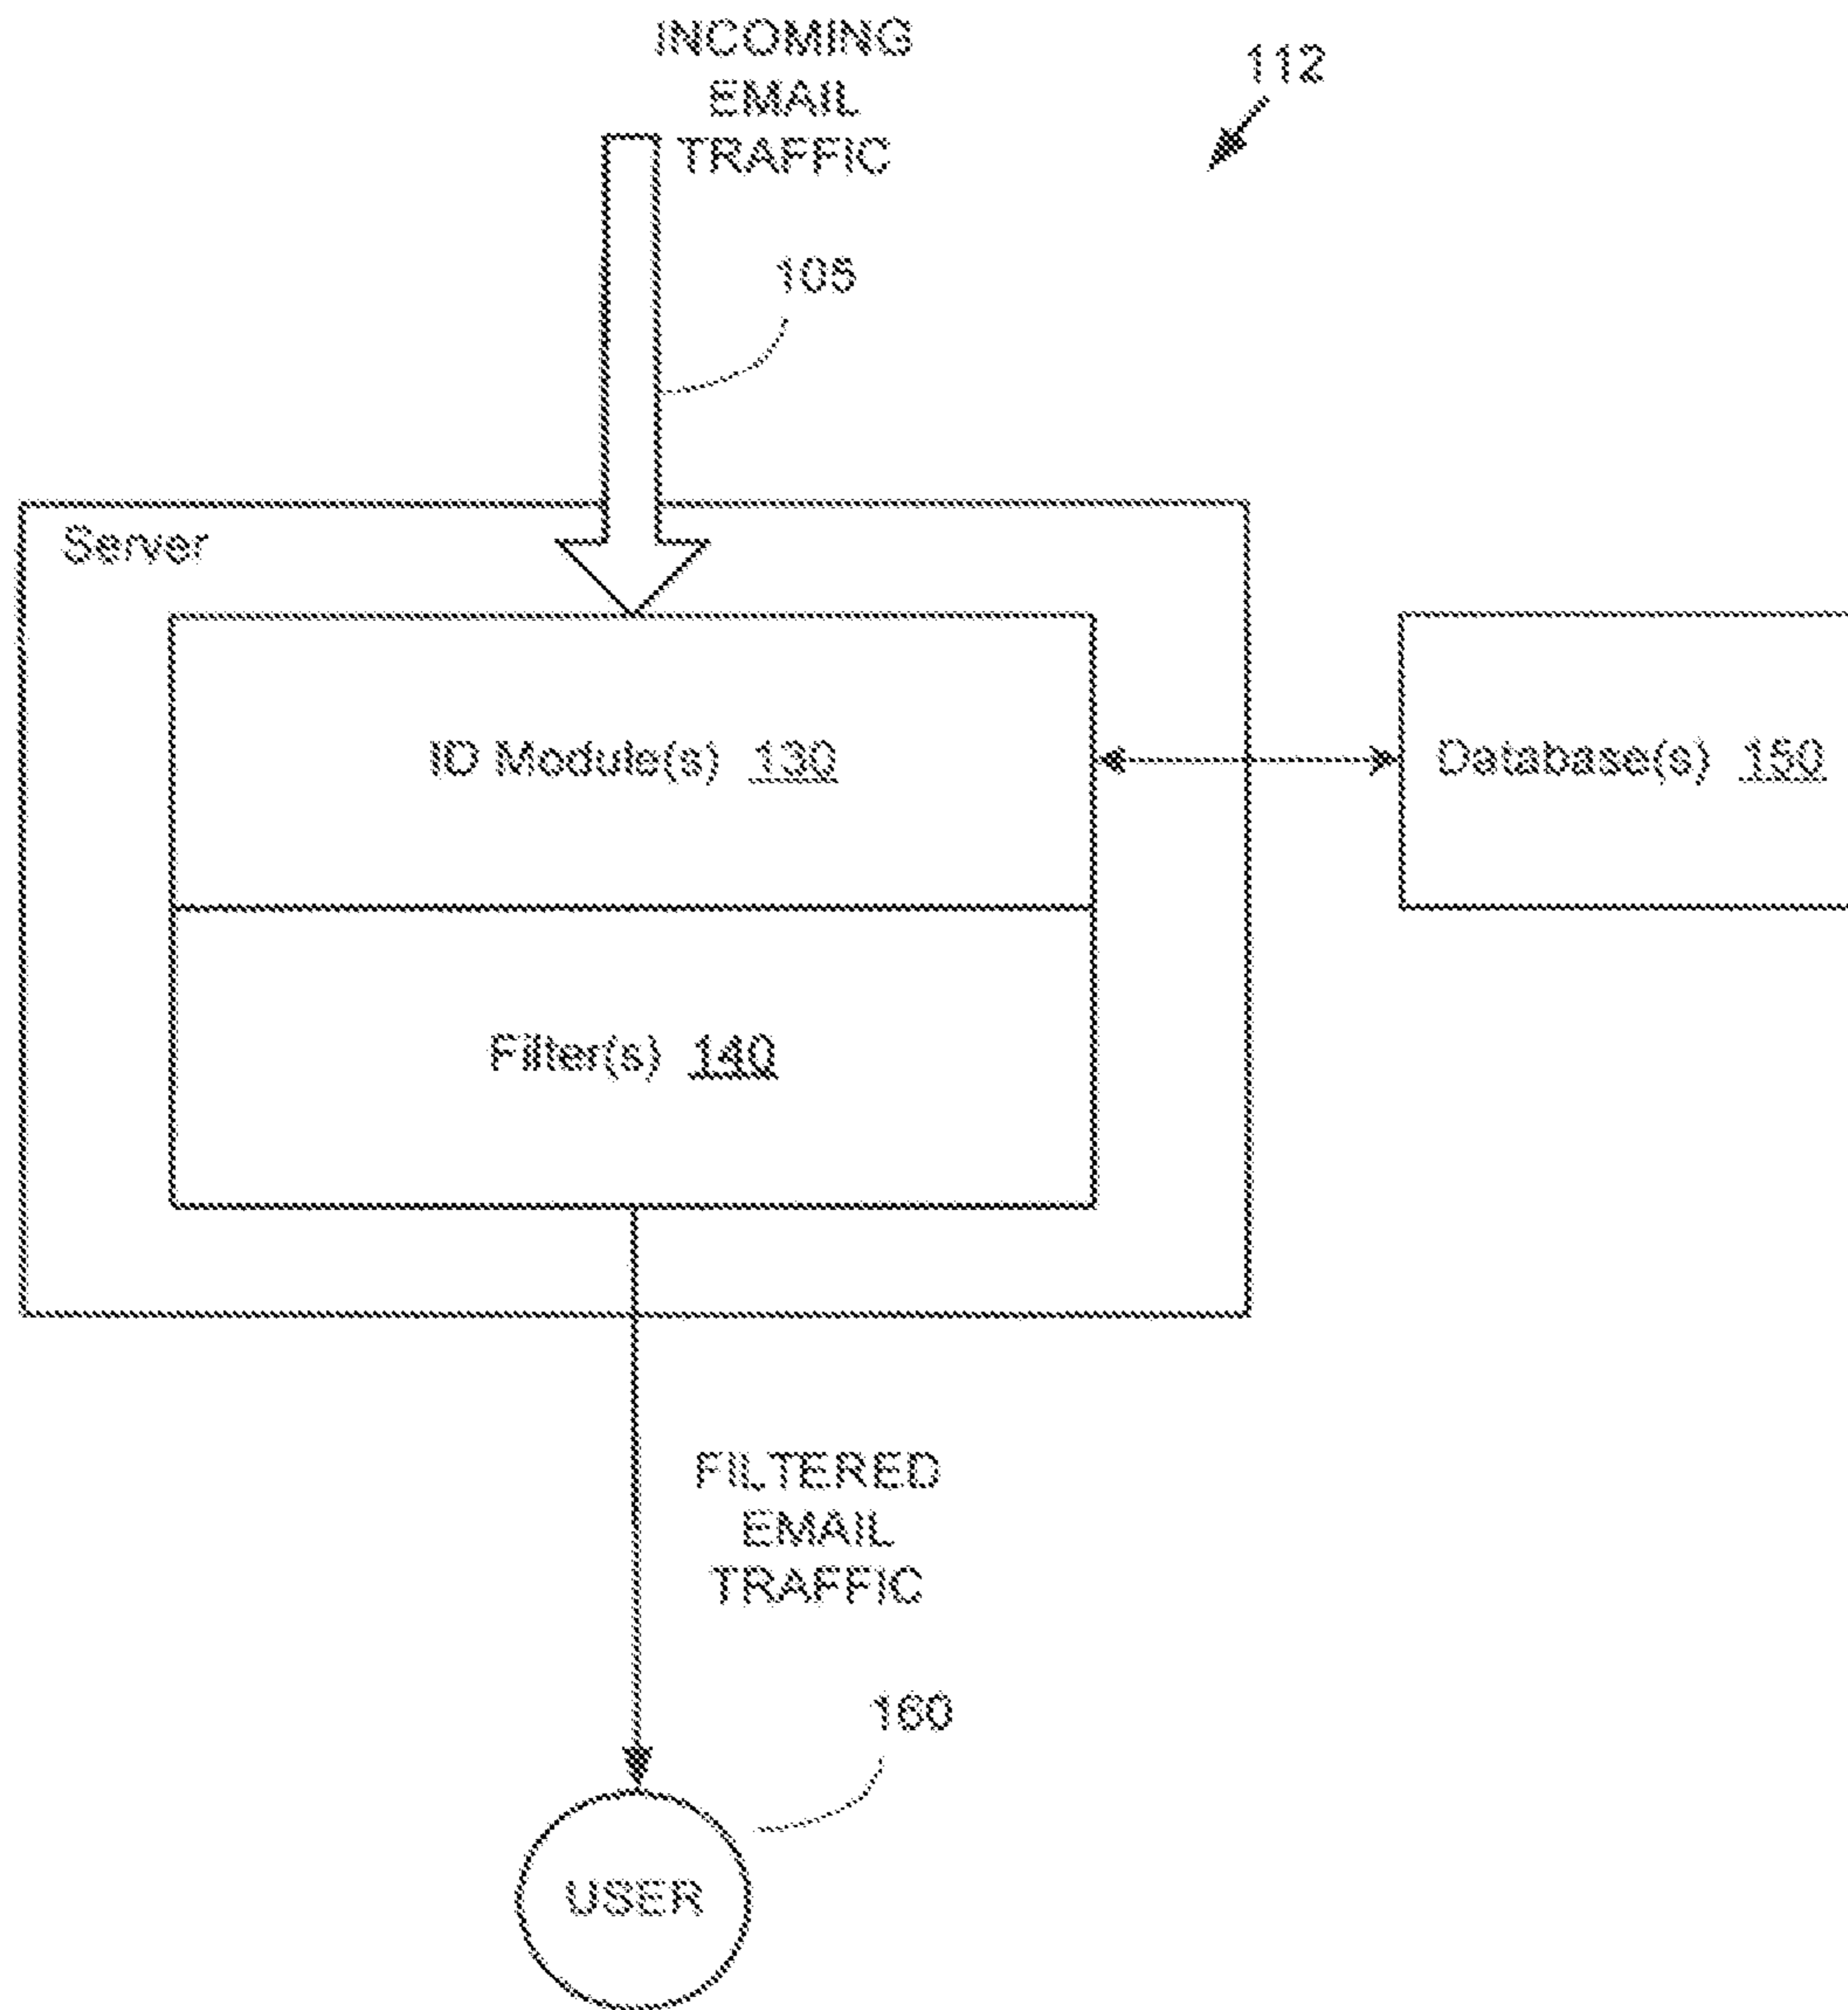 INCOMING
EMAIL
TRAFFIC
112
105
Server
ID Module(s) 130
Database(s) 150
Filter(s) 140
FILTERED
EMAIL
TRAFFIC
160
USER